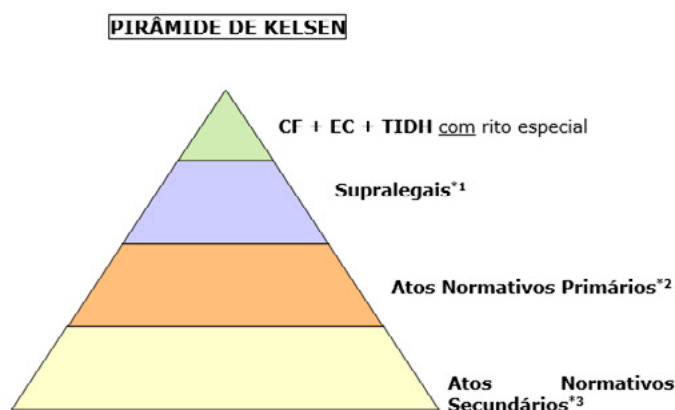 PIRÂMIDE DE KELSEN
CF + EC + TIDH com rito especial
Supralegais*1
Atos Normativos Primários*2
Atos Normativos
Secundários*3